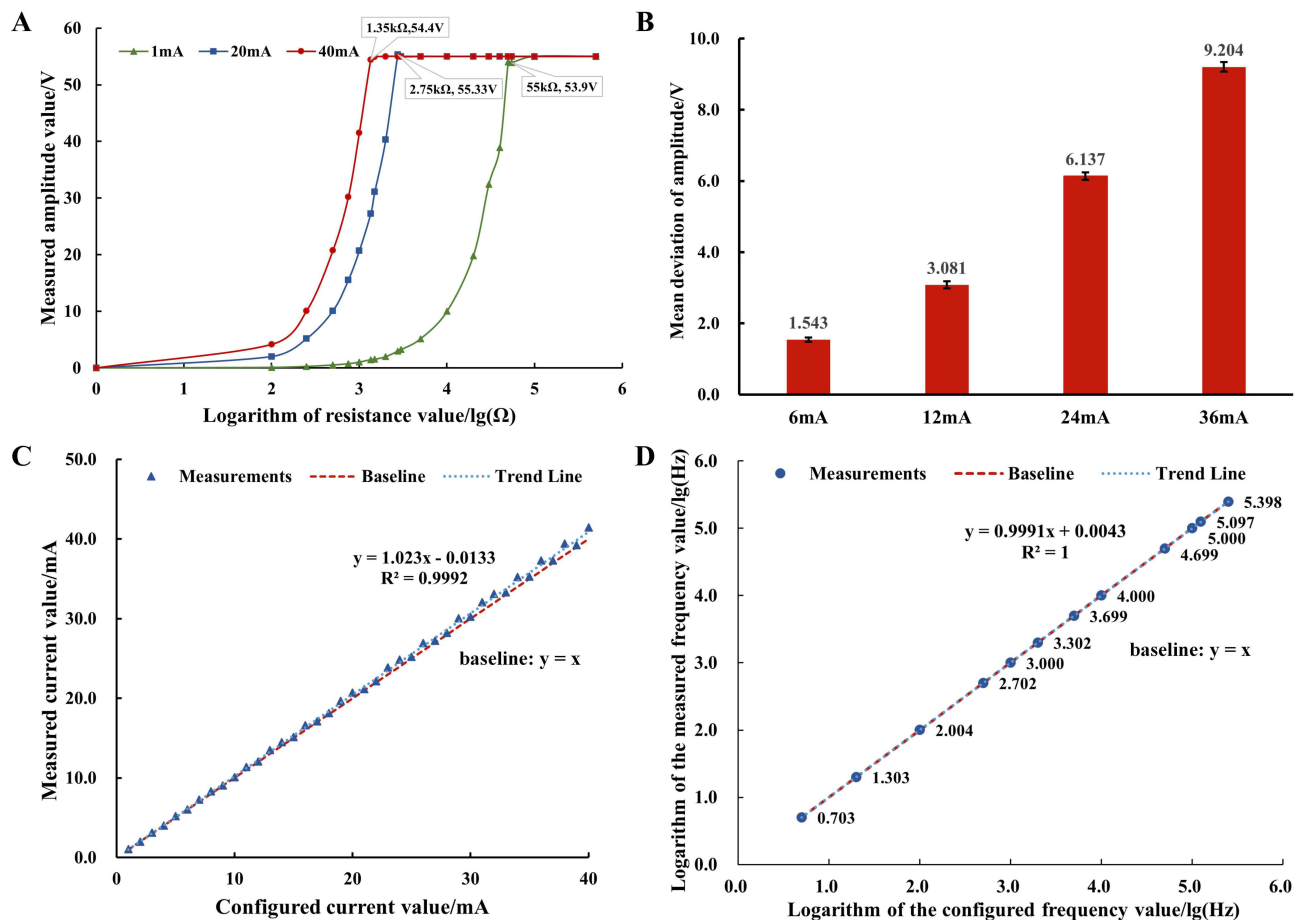 A
1mA 20mA 40mA
1.35kΩ,54.4V
2.75kΩ, 55.33V
55kΩ, 53.9V
60
50
40
30
20
10
0
0 1 2 3 4 5 6
Measured amplitude value/V
Logarithm of resistance value/lg(Ω)
B
10.0
8.0
6.0
4.0
2.0
0.0
Mean deviation of amplitude/V
1.543
3.081
6.137
9.204
6mA 12mA 24mA 36mA
C
50.0
40.0
30.0
20.0
10.0
0.0
Measurements Baseline Trend Line
y = 1.023x - 0.0133
R² = 0.9992
baseline: y = x
Measured current value/mA
0 10 20 30 40
Configured current value/mA
D
6.0
5.0
4.0
3.0
2.0
1.0
0.0
Measurements Baseline Trend Line
y = 0.9991x + 0.0043
R² = 1
5.398
5.097
5.000
4.699
4.000
3.699
3.302
3.000
2.702
2.004
1.303
0.703
baseline: y = x
Logarithm of the measured frequency value/lg(Hz)
0.0 1.0 2.0 3.0 4.0 5.0 6.0
Logarithm of the configured frequency value/lg(Hz)